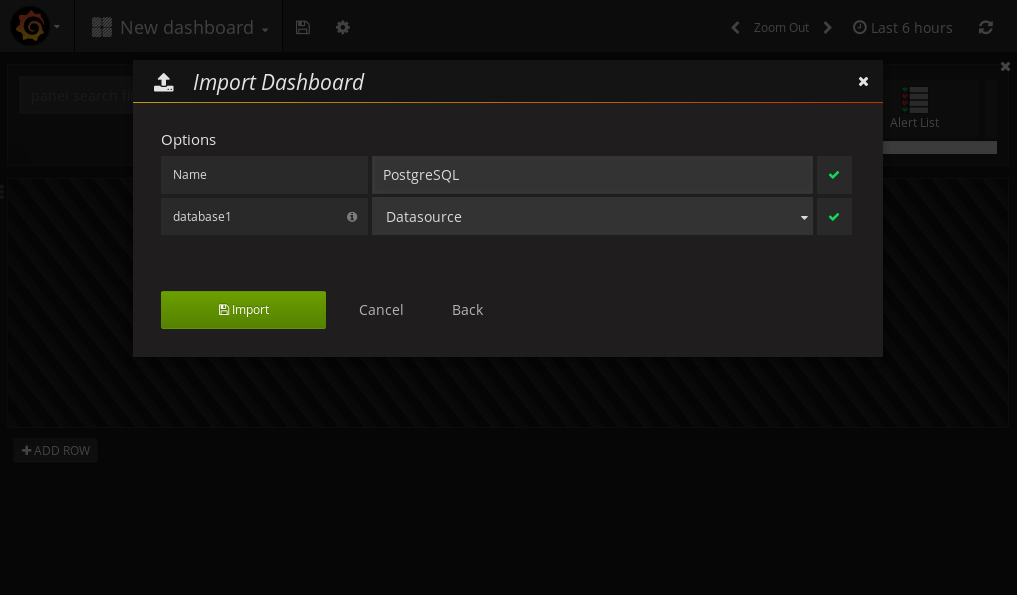 New dashboard
Zoom Out
Last 6 hours
Import Dashboard
panel search
Alert List
Options
Name
PostgreSQL
database1
Datasource
Import
Cancel
Back
ADD ROW